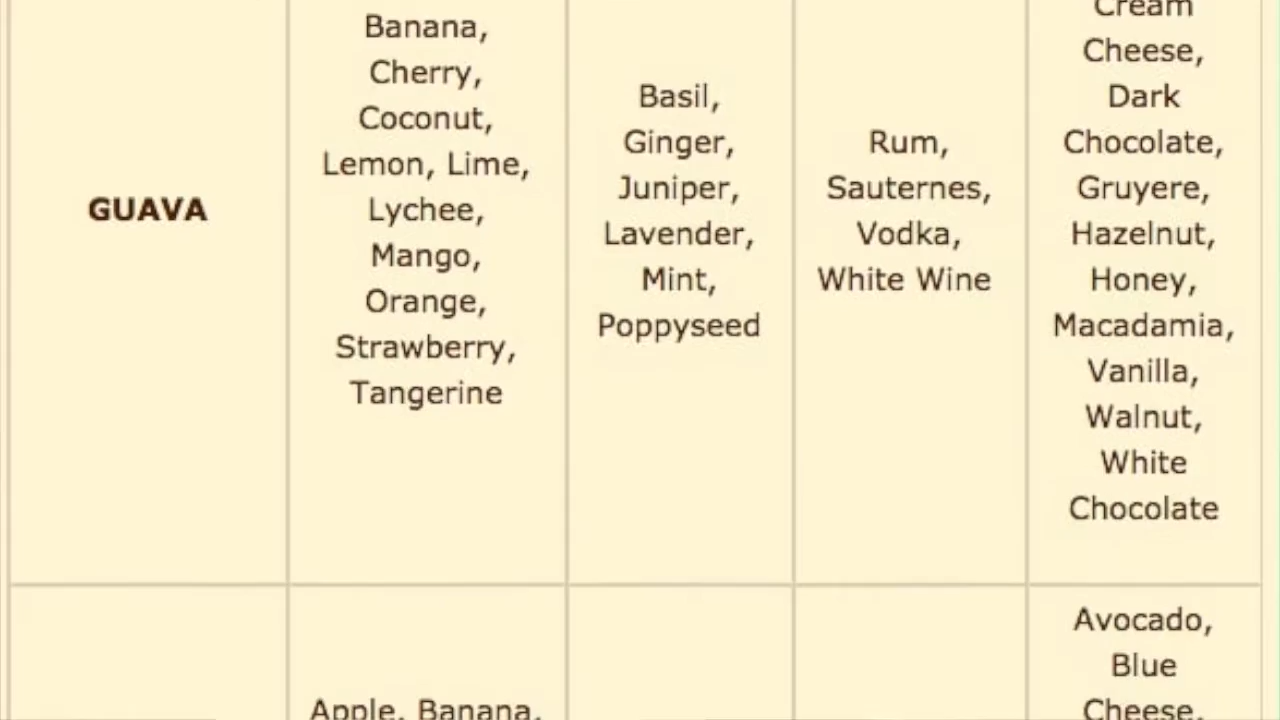 GUAVA
Banana,
Cherry,
Coconut,
Lemon, Lime,
Lychee,
Mango,
Orange,
Strawberry,
Tangerine
Basil,
Ginger,
Juniper,
Lavender,
Mint,
Poppyseed
Rum,
Sauternes,
Vodka,
White Wine
Cream
Cheese,
Dark
Chocolate,
Gruyere,
Hazelnut,
Honey,
Macadamia,
Vanilla,
Walnut,
White
Chocolate
Apple, Banana,
Avocado,
Blue
Cheese,